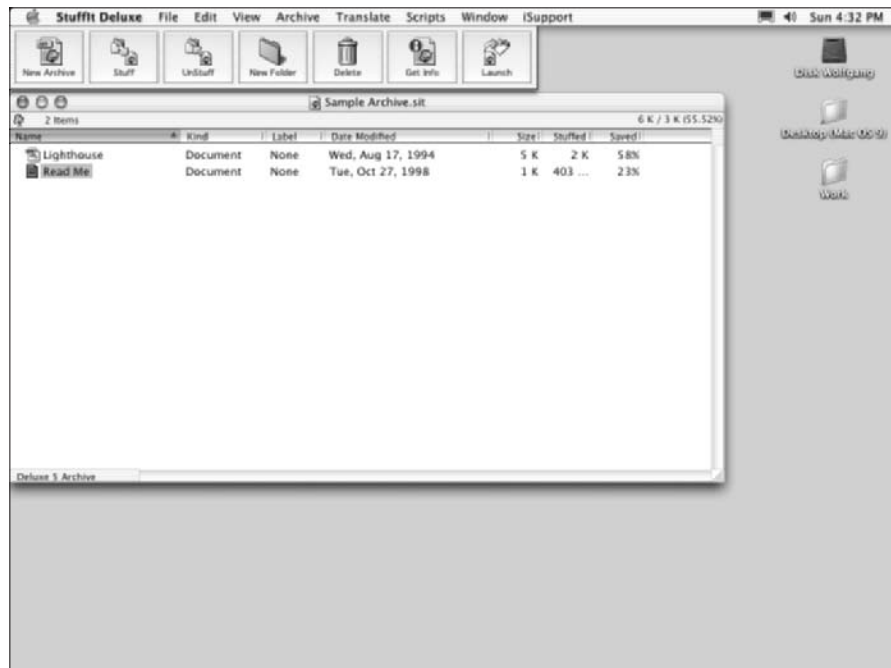 StuffIt Deluxe File Edit View Archive Translate Scripts Window iSupport Sun 4:32 PM
New Archive Stuff UnStuff New Folder Delete Get Info Launch
Disk Wolfgang
Sample Archive.sit
2 items 6 K / 3 K (55.52%)
Desktop (Mac OS 9)
Name Kind Label Date Modified Size Stuffed Saved
Lighthouse Document None Wed, Aug 17, 1994 5 K 2 K 58%
Read Me Document None Tue, Oct 27, 1998 1 K 403 ... 23%
Work
Deluxe 5 Archive